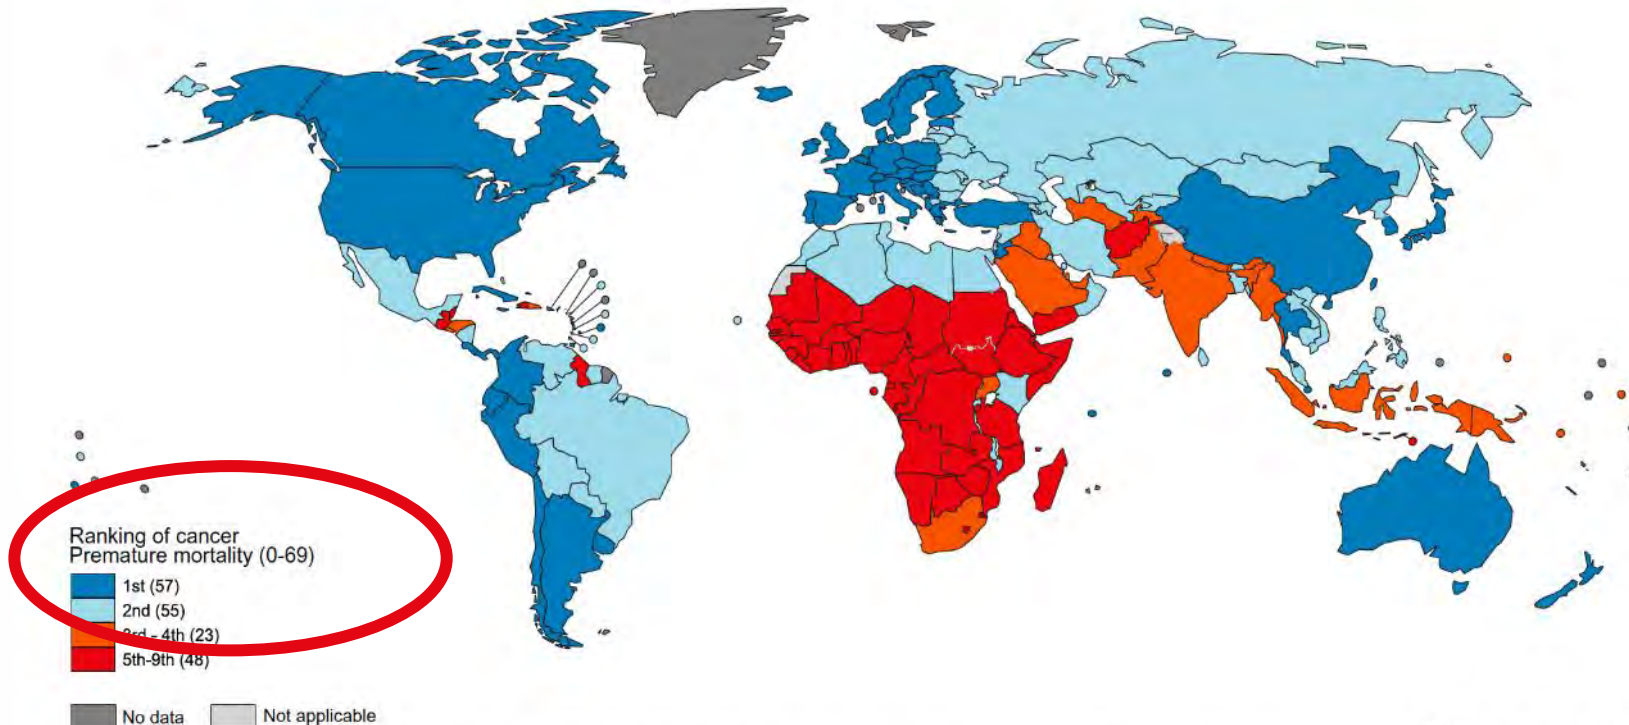 Ranking of cancer
Premature mortality (0-69)
1st (57)
2nd (55)
3rd - 4th (23)
5th-9th (48)
No data
Not applicable